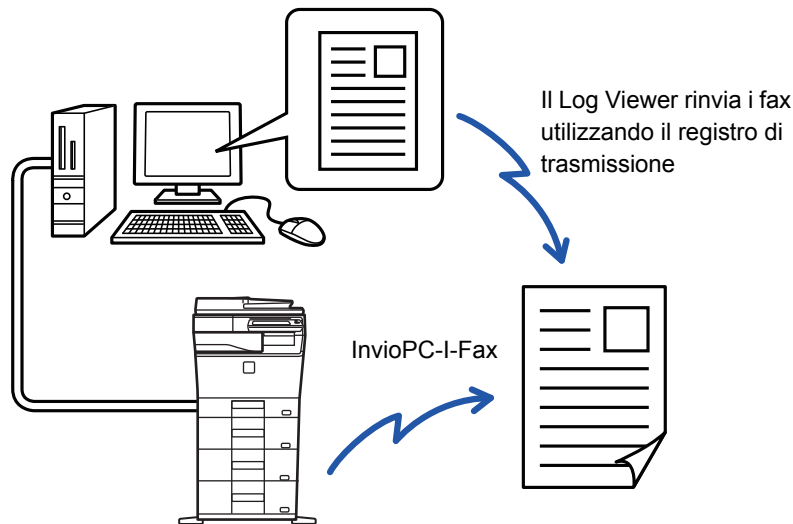 Il Log Viewer rinvia i fax
utilizzando il registro di
trasmissione
InvioPC-I-Fax